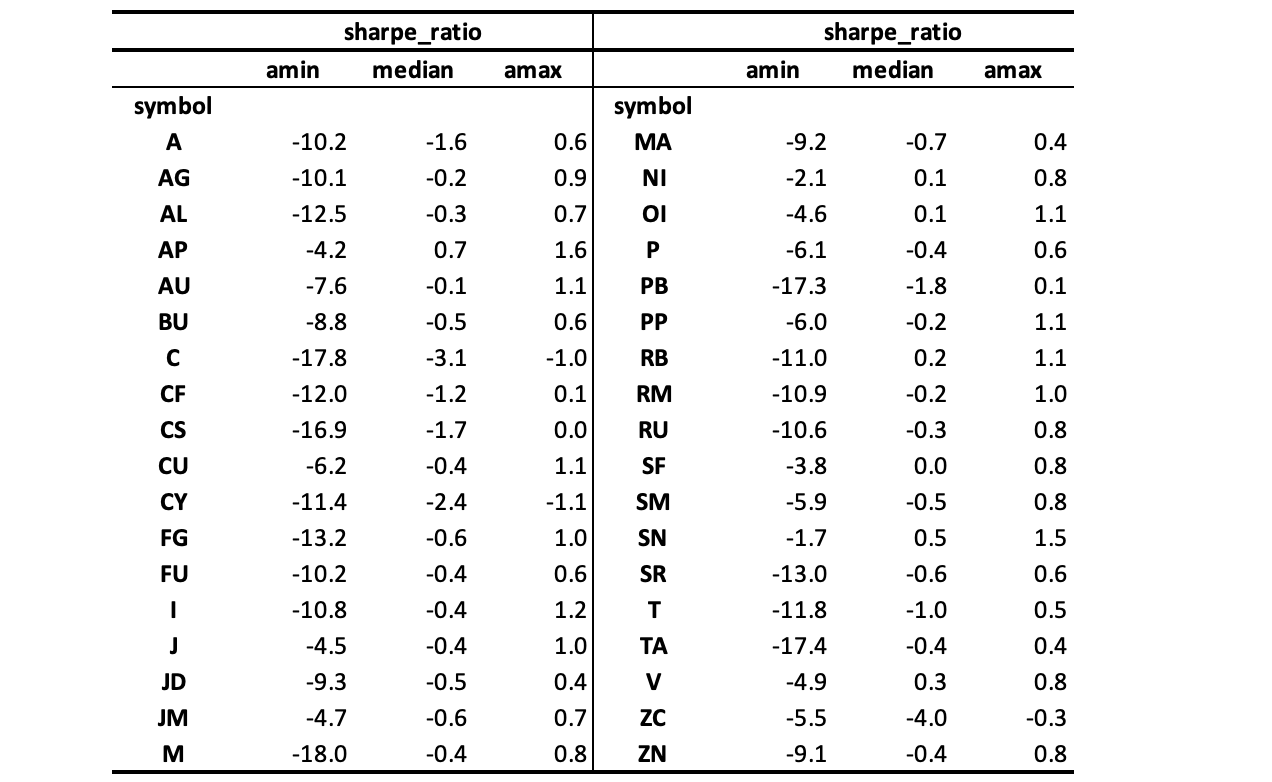 sharpe_ratio sharpe_ratio
amin median amax amin median amax
symbol symbol
A -10.2 -1.6 0.6 MA -9.2 -0.7 0.4
AG -10.1 -0.2 0.9 NI -2.1 0.1 0.8
AL -12.5 -0.3 0.7 OI -4.6 0.1 1.1
AP -4.2 0.7 1.6 P -6.1 -0.4 0.6
AU -7.6 -0.1 1.1 PB -17.3 -1.8 0.1
BU -8.8 -0.5 0.6 PP -6.0 -0.2 1.1
C -17.8 -3.1 -1.0 RB -11.0 0.2 1.1
CF -12.0 -1.2 0.1 RM -10.9 -0.2 1.0
CS -16.9 -1.7 0.0 RU -10.6 -0.3 0.8
CU -6.2 -0.4 1.1 SF -3.8 0.0 0.8
CY -11.4 -2.4 -1.1 SM -5.9 -0.5 0.8
FG -13.2 -0.6 1.0 SN -1.7 0.5 1.5
FU -10.2 -0.4 0.6 SR -13.0 -0.6 0.6
I -10.8 -0.4 1.2 T -11.8 -1.0 0.5
J -4.5 -0.4 1.0 TA -17.4 -0.4 0.4
JD -9.3 -0.5 0.4 V -4.9 0.3 0.8
JM -4.7 -0.6 0.7 ZC -5.5 -4.0 -0.3
M -18.0 -0.4 0.8 ZN -9.1 -0.4 0.8